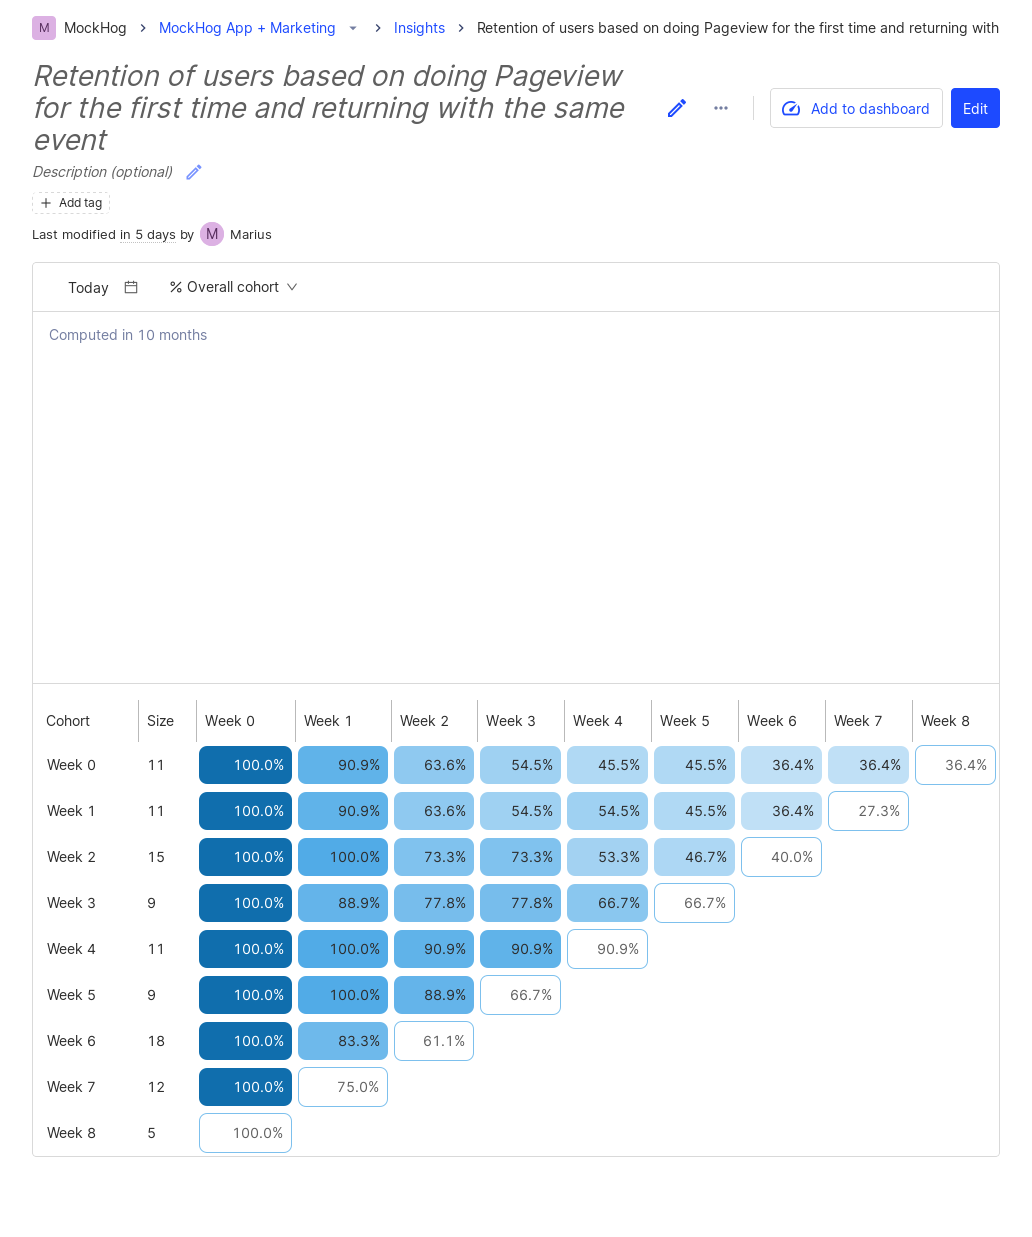 M MockHog > MockHog App + Marketing > Insights > Retention of users based on doing Pageview for the first time and returning with
Retention of users based on doing Pageview
for the first time and returning with the same
event
Add to dashboard
Edit
Description (optional)
Add tag
Last modified in 5 days by M Marius
Today % Overall cohort
Computed in 10 months
Cohort Size Week 0 Week 1 Week 2 Week 3 Week 4 Week 5 Week 6 Week 7 Week 8
Week 0 11 100.0% 90.9% 63.6% 54.5% 45.5% 45.5% 36.4% 36.4% 36.4%
Week 1 11 100.0% 90.9% 63.6% 54.5% 54.5% 45.5% 36.4% 27.3%
Week 2 15 100.0% 100.0% 73.3% 73.3% 53.3% 46.7% 40.0%
Week 3 9 100.0% 88.9% 77.8% 77.8% 66.7% 66.7%
Week 4 11 100.0% 100.0% 90.9% 90.9% 90.9%
Week 5 9 100.0% 100.0% 88.9% 66.7%
Week 6 18 100.0% 83.3% 61.1%
Week 7 12 100.0% 75.0%
Week 8 5 100.0%